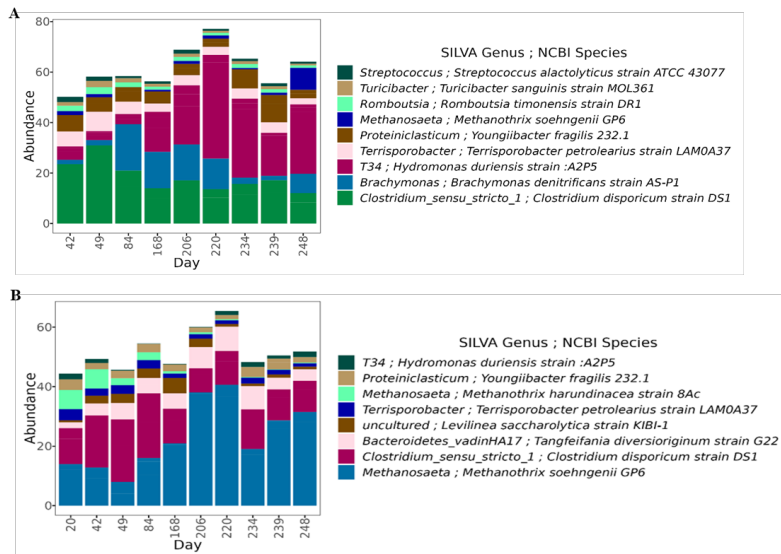 A
80
60
40
20
0
Abundance
42
49
84
168
206
220
234
239
248
Day
SILVA Genus ; NCBI Species
Streptococcus ; Streptococcus alactolyticus strain ATCC 43077
Turicibacter ; Turicibacter sanguinis strain MOL361
Romboutsia ; Romboutsia timonensis strain DR1
Methanosaeta ; Methanothrix soehngenii GP6
Proteiniclasticum ; Youngiibacter fragilis 232.1
Terrisporobacter ; Terrisporobacter petrolearius strain LAM0A37
T34 ; Hydromonas duriensis strain :A2P5
Brachymonas ; Brachymonas denitrificans strain AS-P1
Clostridium_sensu_stricto_1 ; Clostridium disporicum strain DS1
B
60
40
20
0
Abundance
20
42
49
84
168
206
220
234
239
248
Day
SILVA Genus ; NCBI Species
T34 ; Hydromonas duriensis strain :A2P5
Proteiniclasticum ; Youngiibacter fragilis 232.1
Methanosaeta ; Methanothrix harundinacea strain 8Ac
Terrisporobacter ; Terrisporobacter petrolearius strain LAM0A37
uncultured ; Levilinea saccharolytica strain KIBI-1
Bacteroidetes_vadinHA17 ; Tangfeifania diversioriginum strain G22
Clostridium_sensu_stricto_1 ; Clostridium disporicum strain DS1
Methanosaeta ; Methanothrix soehngenii GP6